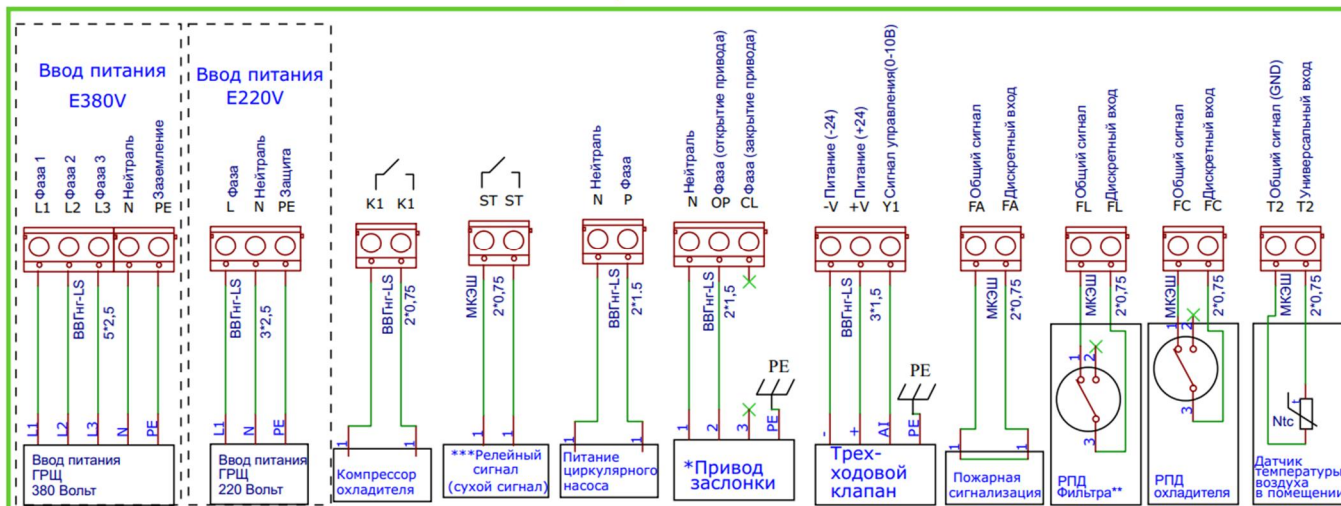 Ввод питания
E380V
Ввод питания
E220V
Фаза 1
Фаза 2
Фаза 3
Нейтраль
Заземление
Фаза
Нейтраль
Защита
Нейтраль
Фаза
Нейтраль
Фаза (открытие привода)
Фаза (закрытие привода)
Питание (-24)
Питание (+24)
Сигнал управления(0-10В)
Общий сигнал
Дискретный вход
Общий сигнал
Дискретный вход
Общий сигнал
Дискретный вход
Общий сигнал (GND)
Универсальный вход
L1 L2 L3 N PE
L N PE
K1 K1
ST ST
N P
N OP CL
-V +V Y1
FA FA
FL FL
FC FC
T2 T2
ВВГнг-LS
5*2,5
ВВГнг-LS
3*2,5
ВВГнг-LS
2*0,75
МКЭШ
2*0,75
ВВГнг-LS
2*1,5
ВВГнг-LS
2*1,5
ВВГнг-LS
3*1,5
МКЭШ
2*0,75
МКЭШ
2*0,75
МКЭШ
2*0,75
МКЭШ
2*0,75
PE
PE
L1 L2 L3 N PE
L1 N PE
1 1
1 1
1 1
1 2 3 PE
- + AI PE
1 1
1 2
3
1 2
3
t
Ntc
Ввод питания
ГРЩ
380 Вольт
Ввод питания
ГРЩ
220 Вольт
Компрессор
охладителя
***Релейный
сигнал
(сухой сигнал)
Питание
циркулярного
насоса
*Привод
заслонки
Трех-
ходовой
клапан
Пожарная
сигнализация
РПД
Фильтра**
РПД
охладителя
Датчик
температуры
воздуха
в помещении